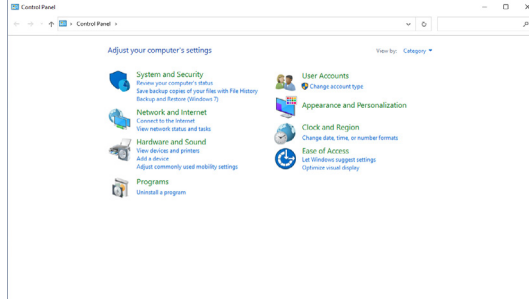 Control Panel
Control Panel
Adjust your computer's settings
View by: Category
System and Security
Review your computer's status
Save backup copies of your files with File History
Backup and Restore (Windows 7)
Network and Internet
Connect to the Internet
View network status and tasks
Hardware and Sound
View devices and printers
Add a device
Adjust commonly used mobility settings
Programs
Uninstall a program
User Accounts
Change account type
Appearance and Personalization
Clock and Region
Change date, time, or number formats
Ease of Access
Let Windows suggest settings
Optimize visual display